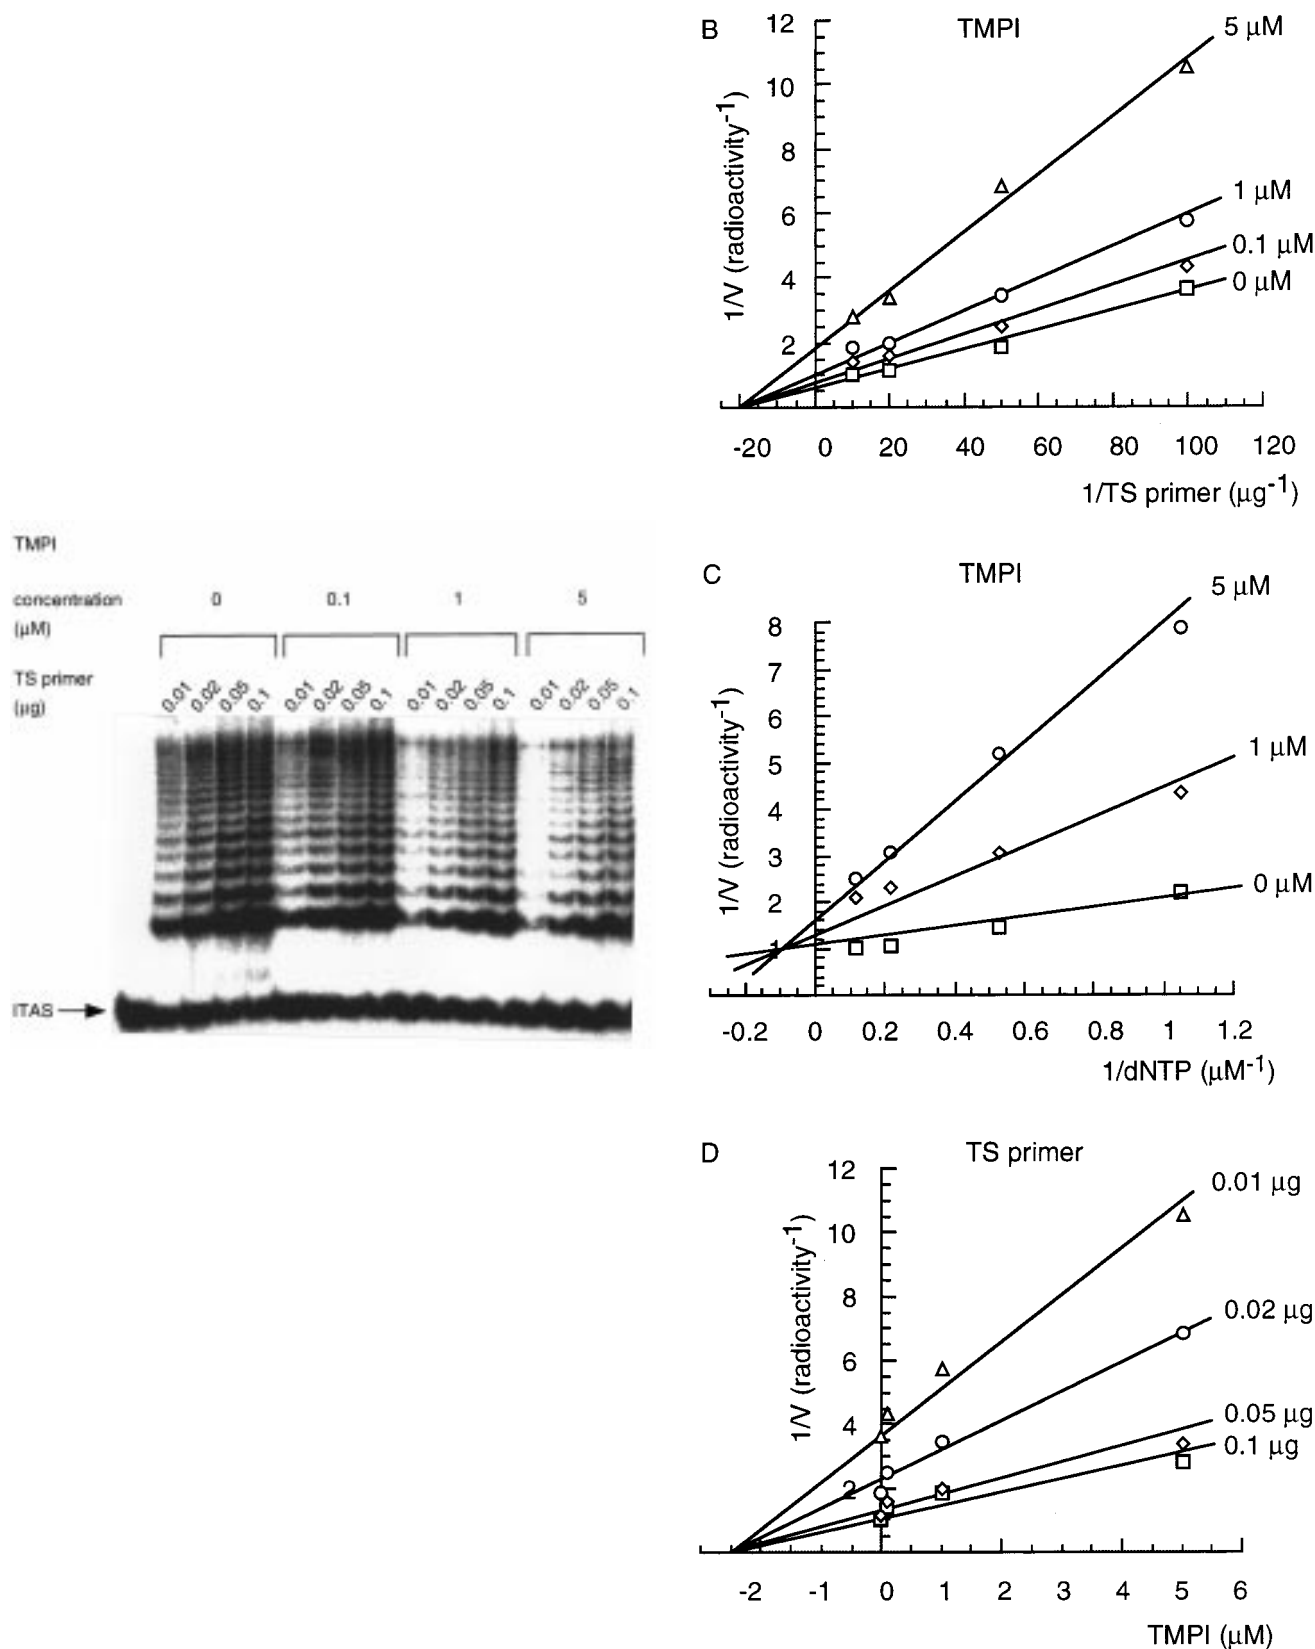 TMPI
concentration 0 0.1 1 5
(µM)
TS primer 0.01 0.02 0.05 0.1 0.01 0.02 0.05 0.1 0.01 0.02 0.05 0.1 0.01 0.02 0.05 0.1
(µg)
ITAS
B TMPI
5 µM
1 µM
0.1 µM
0 µM
1/V (radioactivity-1)
12
10
8
6
4
2
-20 0 20 40 60 80 100 120
1/TS primer (µg-1)
C TMPI
5 µM
1 µM
0 µM
1/V (radioactivity-1)
8
7
6
5
4
3
2
1
-0.2 0 0.2 0.4 0.6 0.8 1 1.2
1/dNTP (µM-1)
D TS primer
0.01 µg
0.02 µg
0.05 µg
0.1 µg
1/V (radioactivity-1)
12
10
8
6
4
2
-2 -1 0 1 2 3 4 5 6
TMPI (µM)